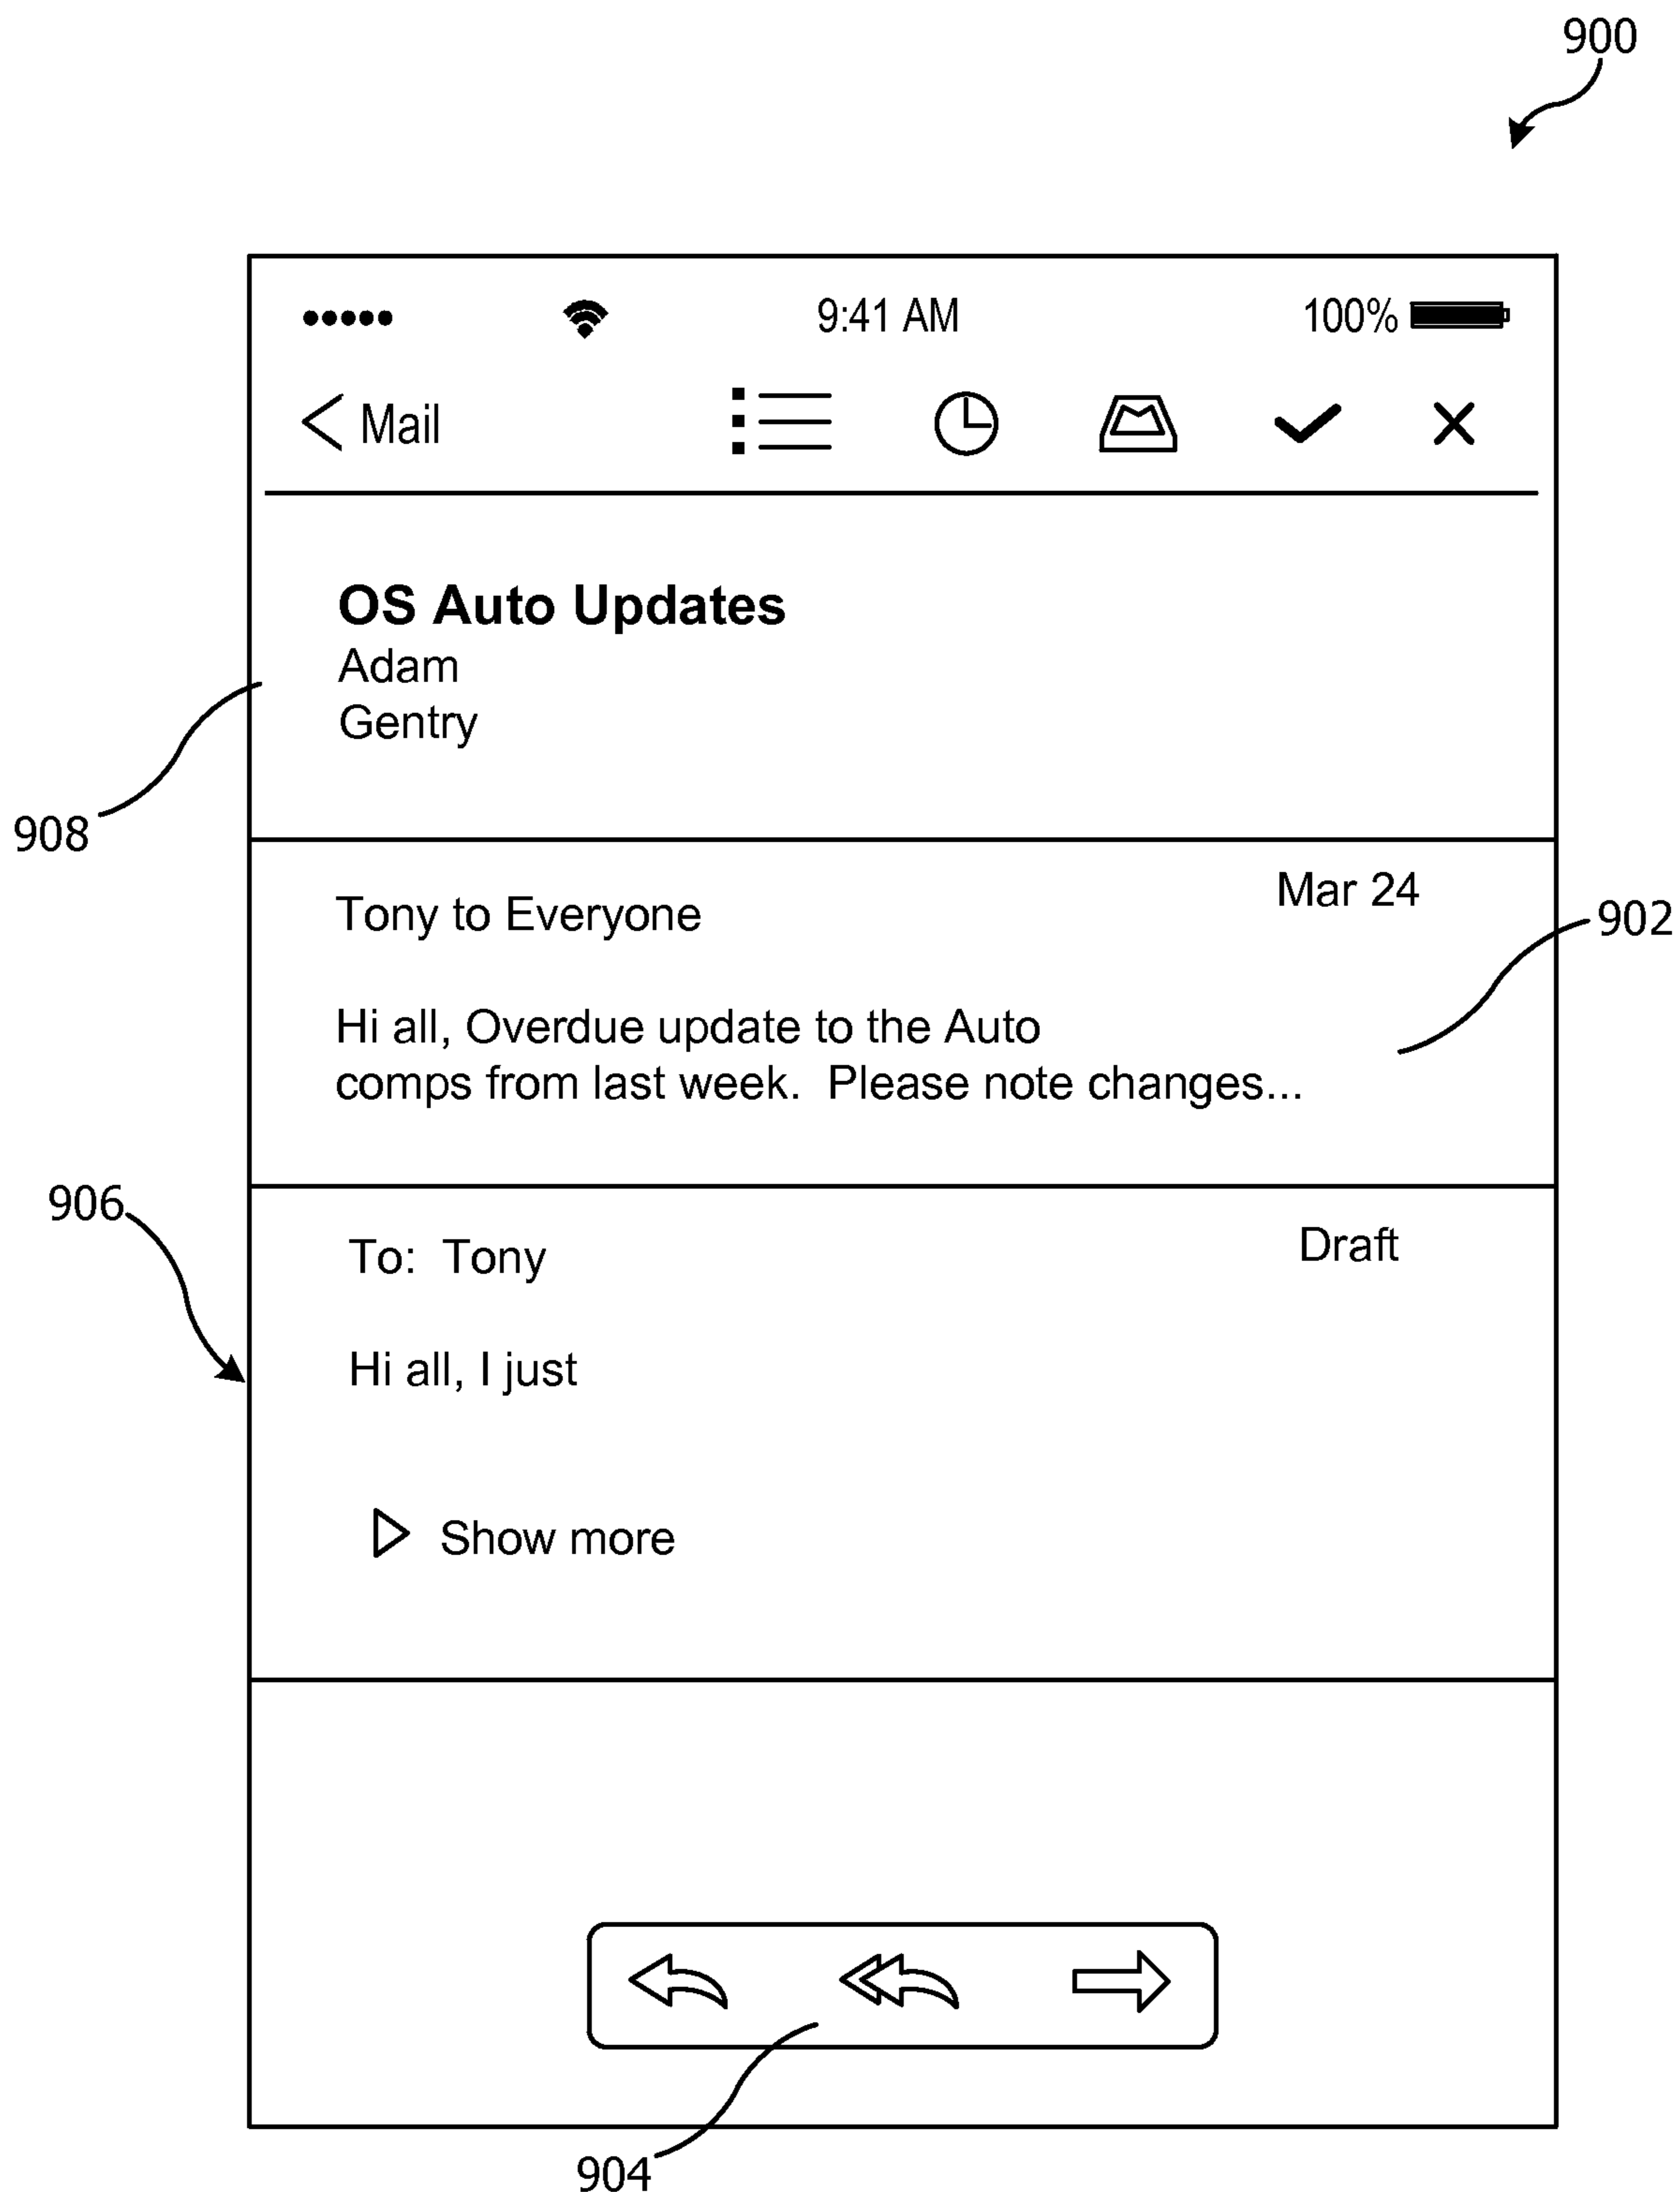 900
9:41 AM 100%
Mail
OS Auto Updates
Adam
Gentry
908
Tony to Everyone Mar 24
902
Hi all, Overdue update to the Auto
comps from last week. Please note changes...
906
To: Tony Draft
Hi all, I just
Show more
904